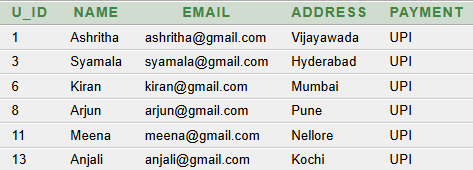 U_ID NAME EMAIL ADDRESS PAYMENT
1 Ashritha ashritha@gmail.com Vijayawada UPI
3 Syamala syamala@gmail.com Hyderabad UPI
6 Kiran kiran@gmail.com Mumbai UPI
8 Arjun arjun@gmail.com Pune UPI
11 Meena meena@gmail.com Nellore UPI
13 Anjali anjali@gmail.com Kochi UPI